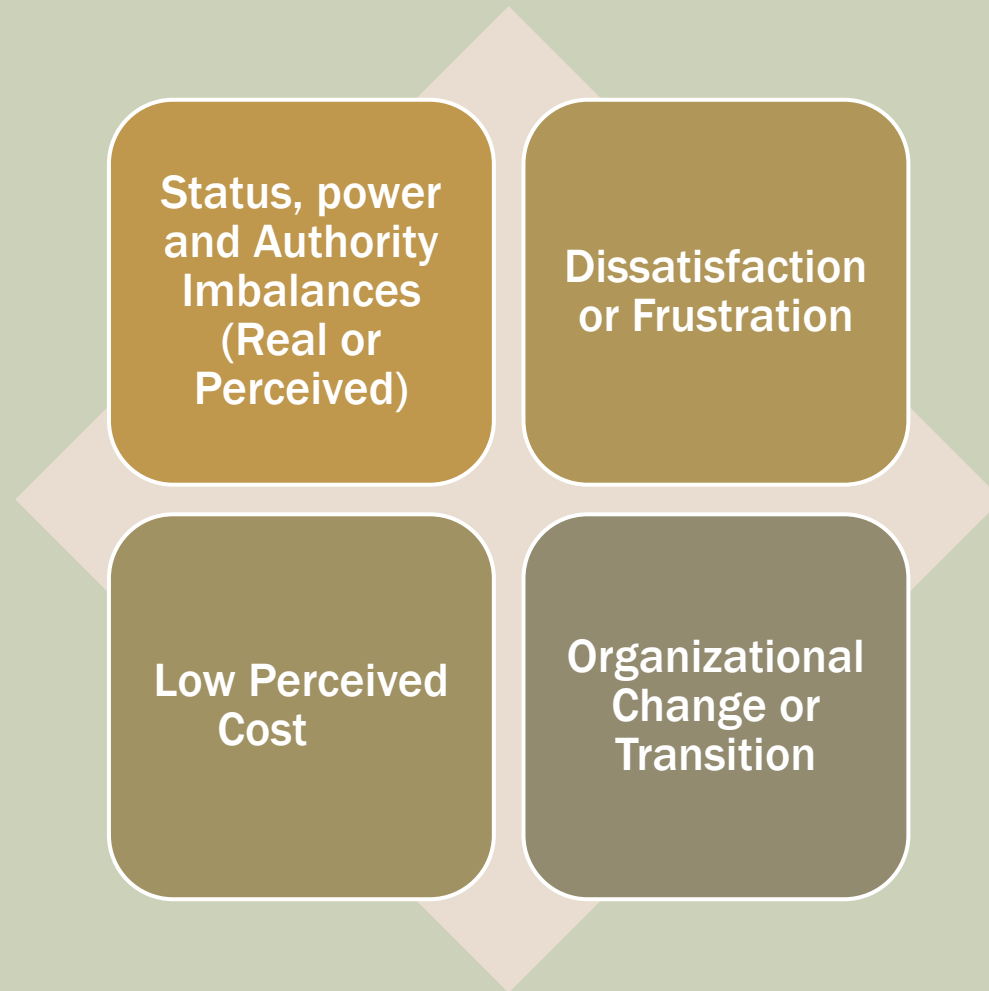 Status, power
and Authority
Imbalances
(Real or
Perceived)
Dissatisfaction
or Frustration
Low Perceived
Cost
Organizational
Change or
Transition